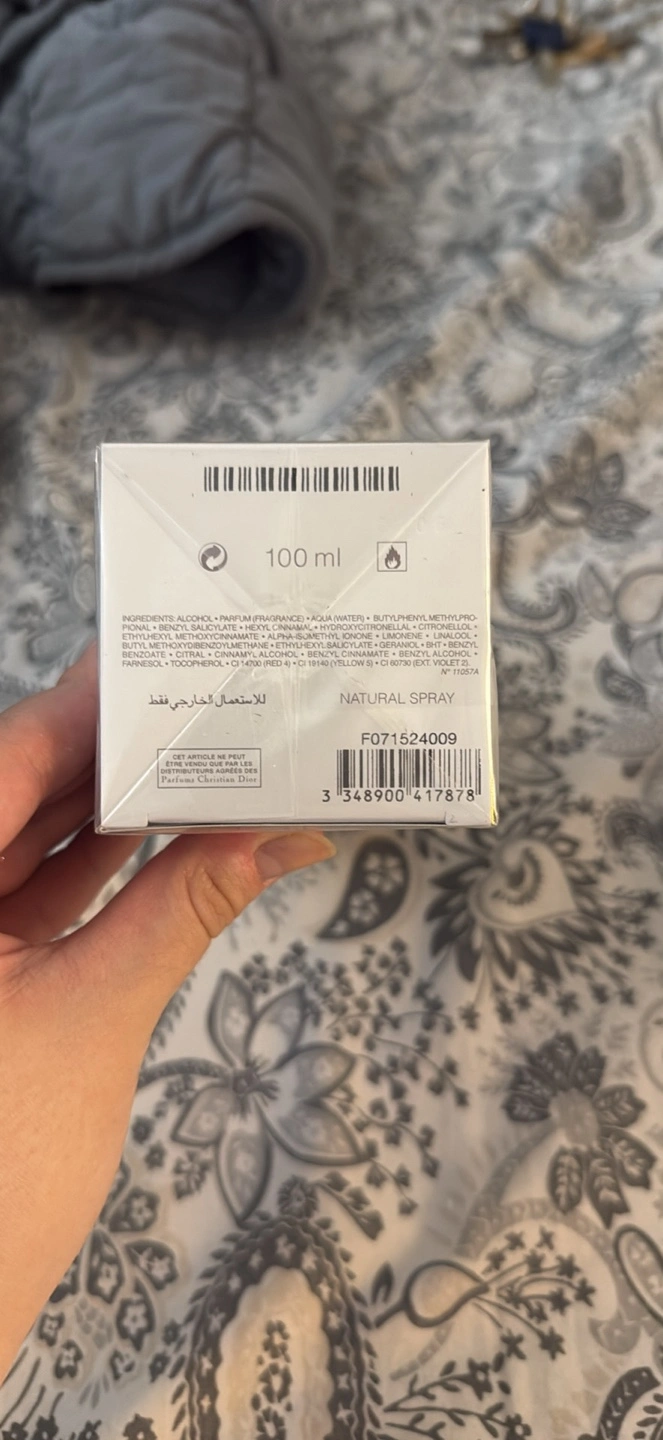 100 ml
INGREDIENTS: ALCOHOL • PARFUM (FRAGRANCE) • AQUA (WATER) • BUTYLPHENYL METHYLPRO-
PIONAL • BENZYL SALICYLATE • HEXYL CINNAMAL • HYDROXYCITRONELLAL • CITRONELLOL •
ETHYLHEXYL METHOXYCINNAMATE • ALPHA-ISOMETHYL IONONE • LIMONENE • LINALOOL •
BUTYL METHOXYDIBENZOYLMETHANE • ETHYLHEXYL SALICYLATE • GERANIOL • BHT • BENZYL
BENZOATE • CITRAL • CINNAMYL ALCOHOL • BENZYL CINNAMATE • BENZYL ALCOHOL •
FARNESOL • TOCOPHEROL • CI 14700 (RED 4) • CI 19140 (YELLOW 5) • CI 60730 (EXT. VIOLET 2).
N° 11057A
للاستعمال الخارجي فقط
NATURAL SPRAY
CET ARTICLE NE PEUT
ÊTRE VENDU QUE PAR LES
DISTRIBUTEURS AGRÉÉS DES
Parfums Christian Dior
F071524009
3 348900 417878
2